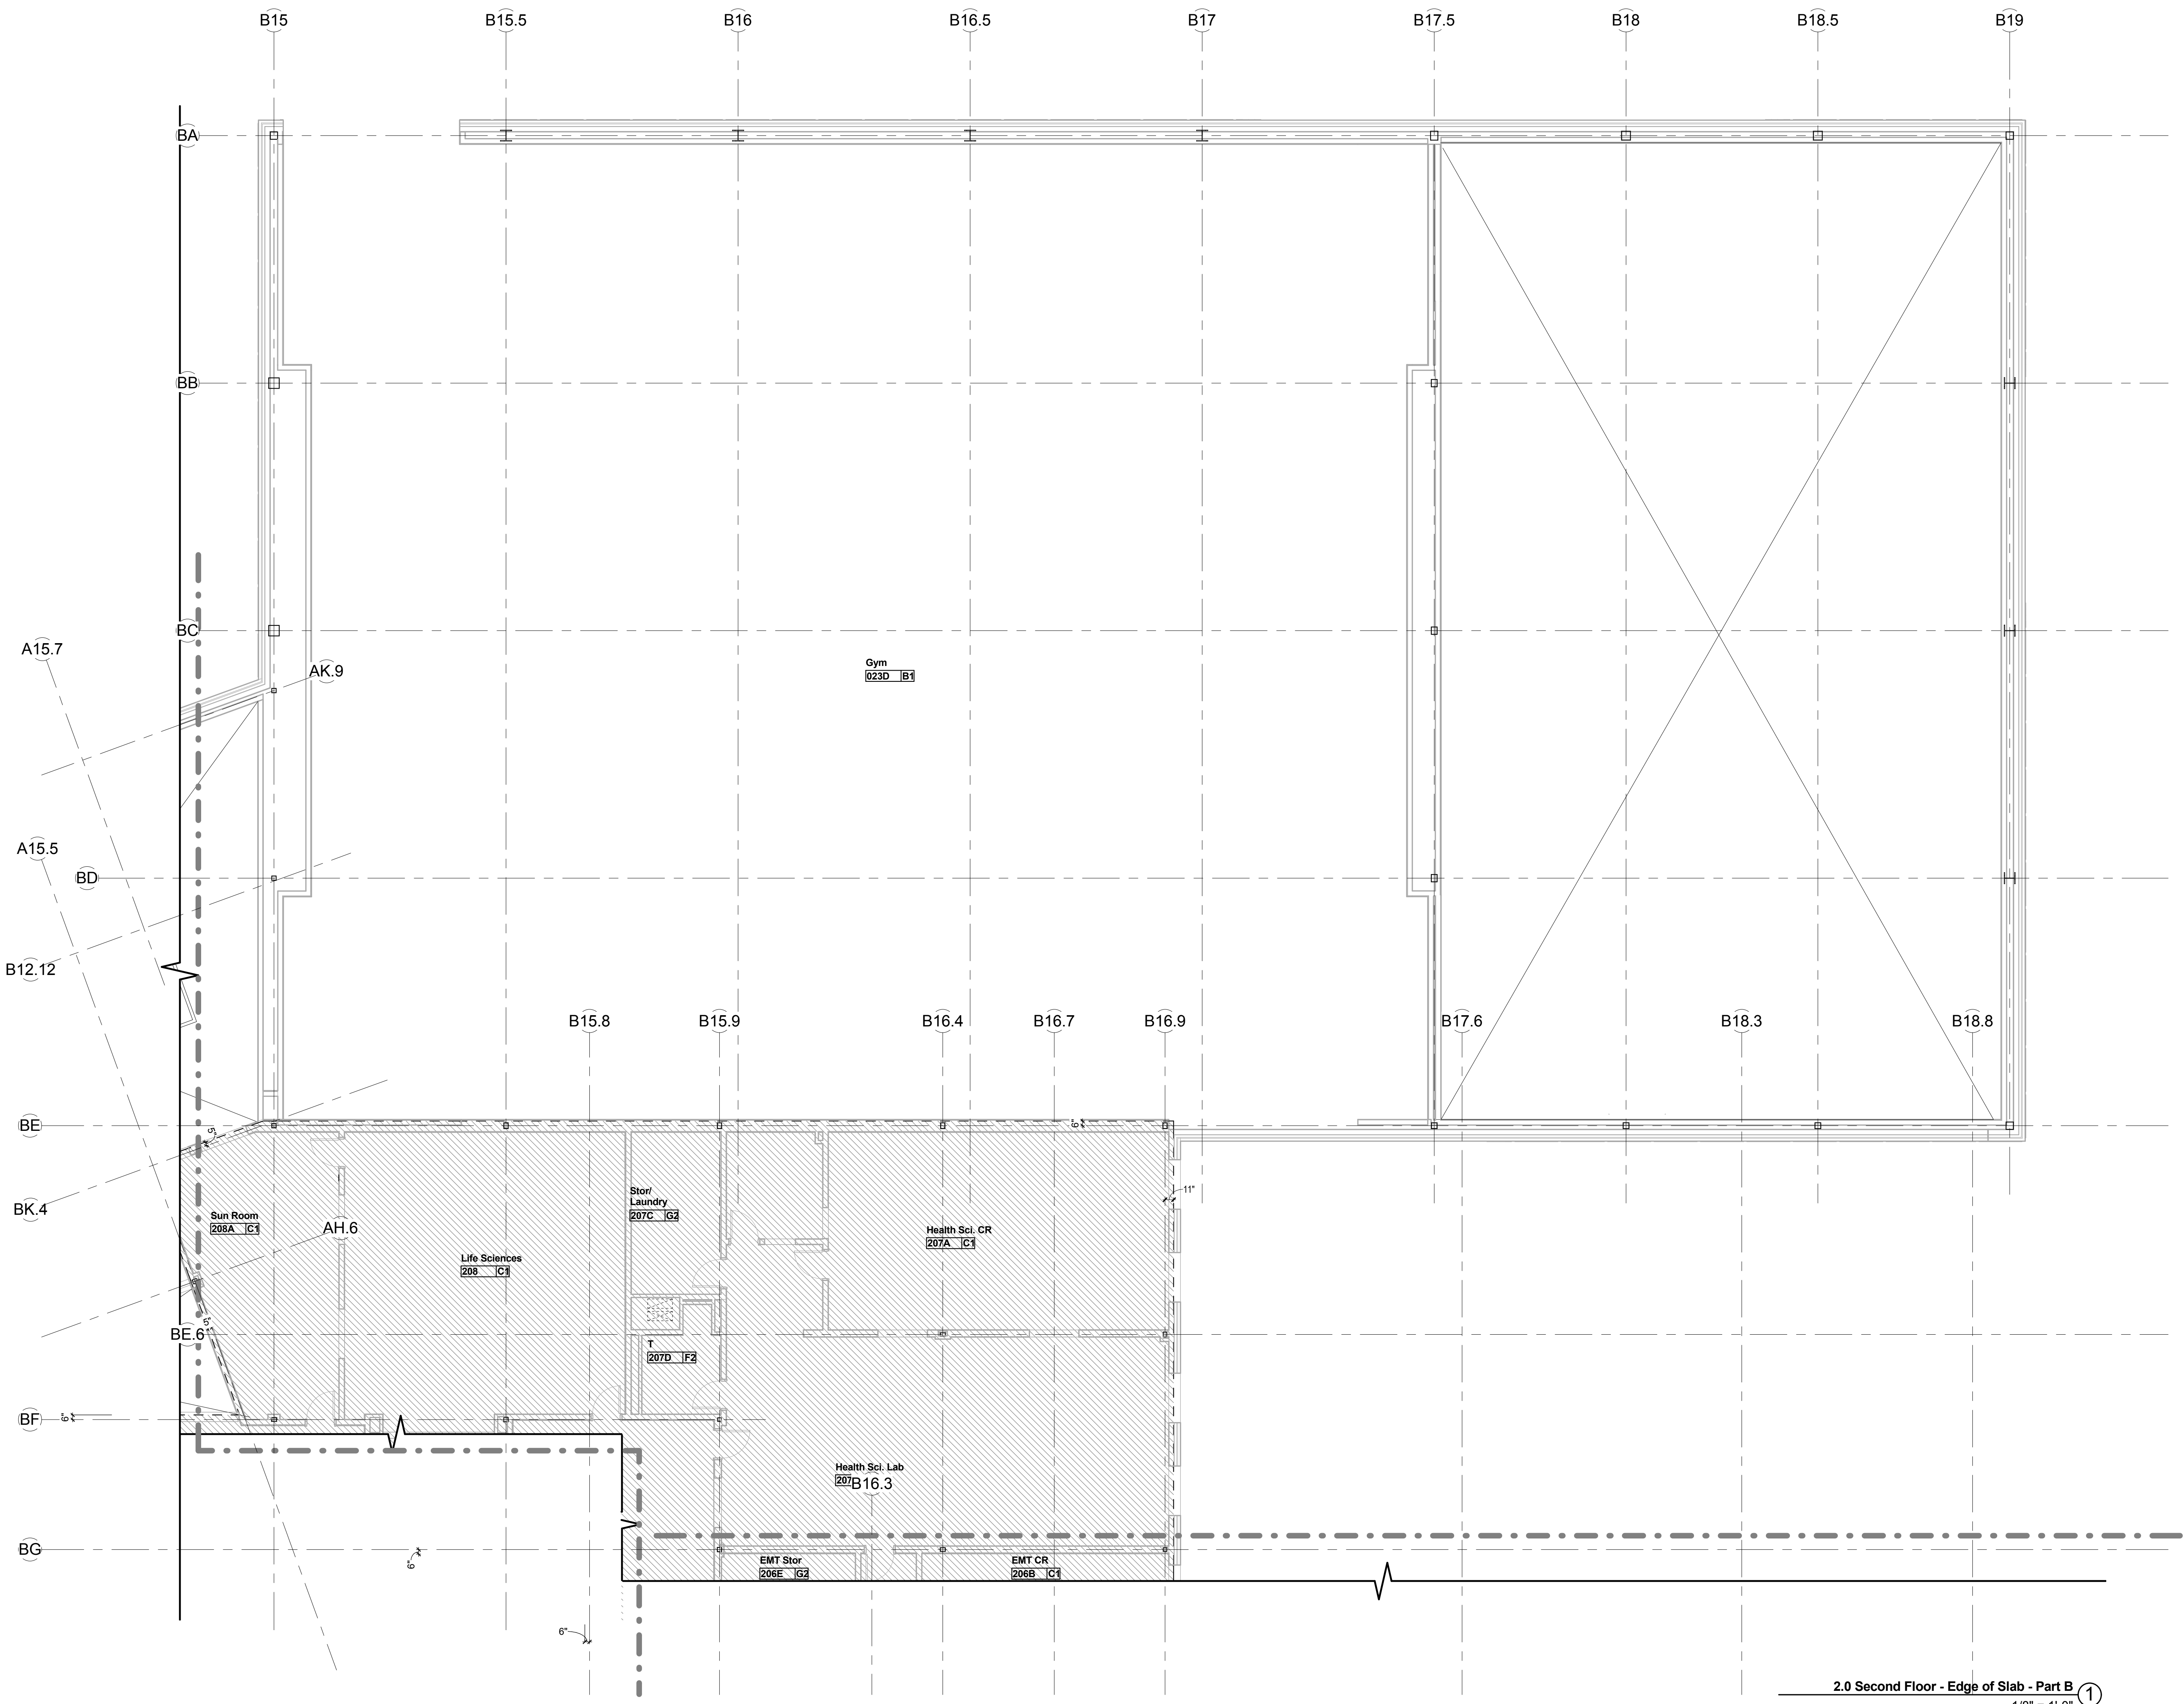 B15
B15.5
B16
B16.5
B17
B17.5
B18
B18.5
B19
BA
BB
BC
A15.7
AK.9
Gym
023D B1
A15.5
BD
B12.12
B15.8
B15.9
B16.4
B16.7
B16.9
B17.6
B18.3
B18.8
BE
6"
5"
Stor/
Laundry
207C G2
11"
BK.4
Sun Room
208A C1
AH.6
Health Sci. CR
207A C1
Life Sciences
208 C1
5"
BE.6
T
207D F2
BF
6"
Health Sci. Lab
207
B16.3
BG
6"
EMT Stor
206E G2
EMT CR
206B C1
6"
2.0 Second Floor - Edge of Slab - Part B
1